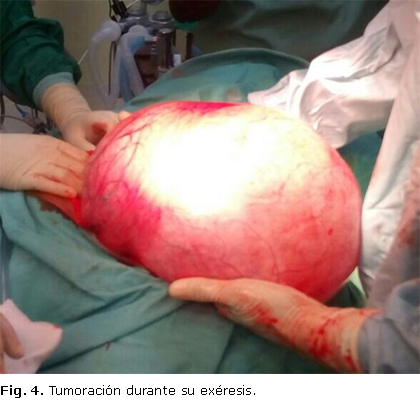 Fig. 4. Tumoración durante su exéresis.